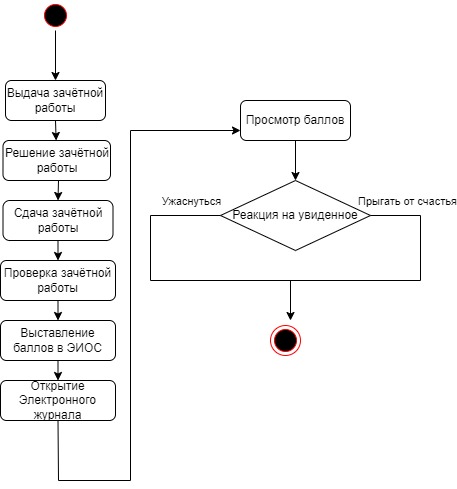 Выдача зачётной
работы
Решение зачётной
работы
Сдача зачётной
работы
Проверка зачётной
работы
Выставление
баллов в ЭИОС
Открытие
Электронного
журнала
Просмотр баллов
Ужаснуться
Реакция на увиденное
Прыгать от счастья